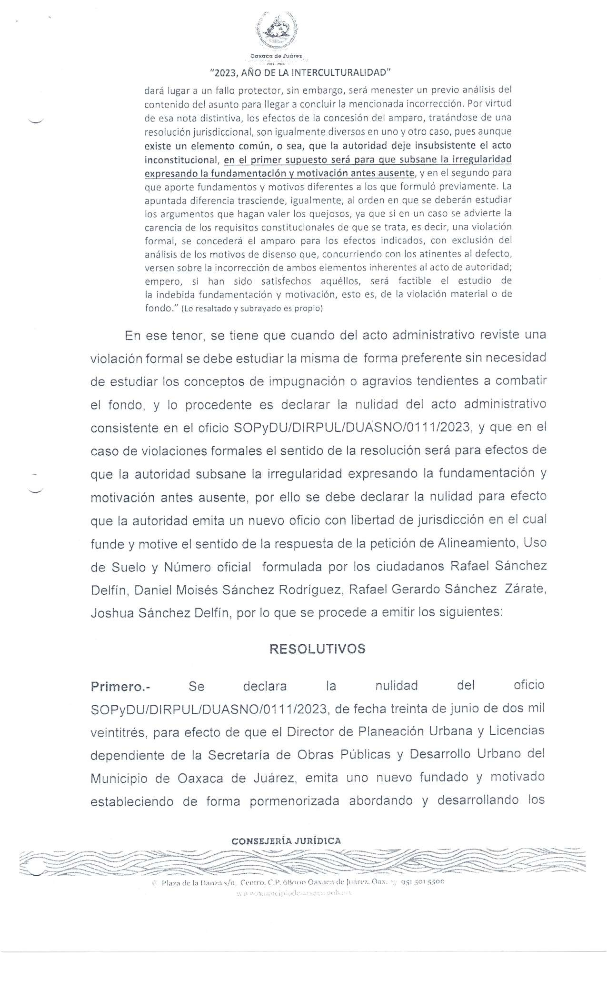 Oaxaca de Juárez
"2023, AÑO DE LA INTERCULTURALIDAD"
dará lugar a un fallo protector, sin embargo, será menester un previo análisis del
contenido del asunto para llegar a concluir la mencionada incorrección. Por virtud
de esa nota distintiva, los efectos de la concesión del amparo, tratándose de una
resolución jurisdiccional, son igualmente diversos en uno y otro caso, pues aunque
existe un elemento común, o sea, que la autoridad deje insubsistente el acto
inconstitucional, en el primer supuesto será para que subsane la irregularidad
expresando la fundamentación y motivación antes ausente, y en el segundo para
que aporte fundamentos y motivos diferentes a los que formuló previamente. La
apuntada diferencia trasciende, igualmente, al orden en que se deberán estudiar
los argumentos que hagan valer los quejosos, ya que si en un caso se advierte la
carencia de los requisitos constitucionales de que se trata, es decir, una violación
formal, se concederá el amparo para los efectos indicados, con exclusión del
análisis de los motivos de disenso que, concurriendo con los atinentes al defecto,
versen sobre la incorrección de ambos elementos inherentes al acto de autoridad;
empero, si han sido satisfechos aquéllos, será factible el estudio de
la indebida fundamentación y motivación, esto es, de la violación material o de
fondo." (Lo resaltado y subrayado es propio)
En ese tenor, se tiene que cuando del acto administrativo reviste una
violación formal se debe estudiar la misma de forma preferente sin necesidad
de estudiar los conceptos de impugnación o agravios tendientes a combatir
el fondo, y lo procedente es declarar la nulidad del acto administrativo
consistente en el oficio SOPyDU/DIRPUL/DUASNO/0111/2023, y que en el
caso de violaciones formales el sentido de la resolución será para efectos de
que la autoridad subsane la irregularidad expresando la fundamentación y
motivación antes ausente, por ello se debe declarar la nulidad para efecto
que la autoridad emita un nuevo oficio con libertad de jurisdicción en el cual
funde y motive el sentido de la respuesta de la petición de Alineamiento, Uso
de Suelo y Número oficial formulada por los ciudadanos Rafael Sánchez
Delfín, Daniel Moisés Sánchez Rodríguez, Rafael Gerardo Sánchez Zárate,
Joshua Sánchez Delfín, por lo que se procede a emitir los siguientes:
RESOLUTIVOS
Primero.- Se declara la nulidad del oficio
SOPyDU/DIRPUL/DUASNO/0111/2023, de fecha treinta de junio de dos mil
veintitrés, para efecto de que el Director de Planeación Urbana y Licencias
dependiente de la Secretaría de Obras Públicas y Desarrollo Urbano del
Municipio de Oaxaca de Juárez, emita uno nuevo fundado y motivado
estableciendo de forma pormenorizada abordando y desarrollando los
CONSEJERÍA JURÍDICA
Plaza de la Danza s/n. Centro. C.P. 68000 Oaxaca de Juárez, Oax. 951 501 5500
www.municipiodeoaxaca.gob.mx